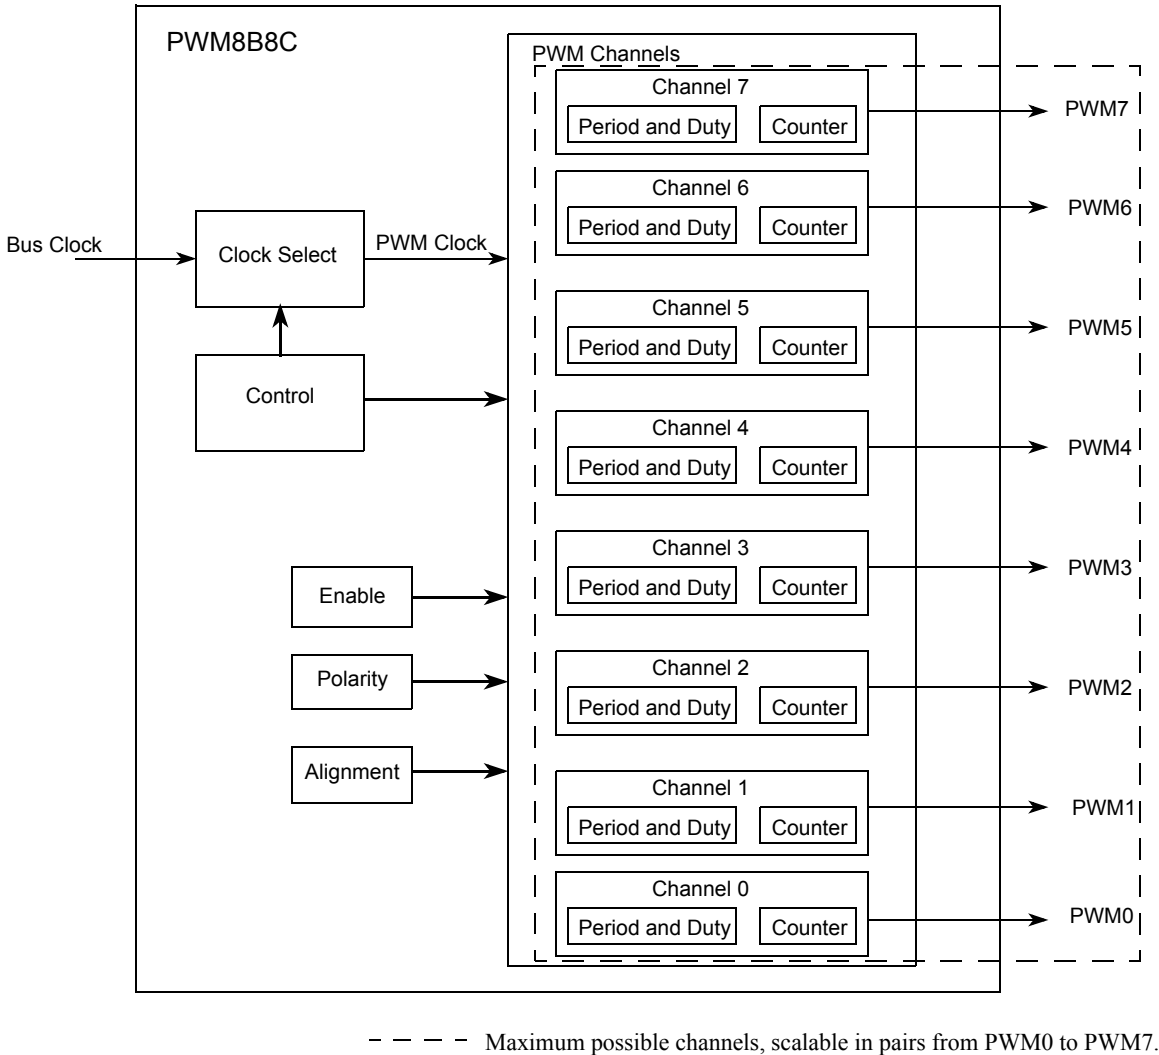 PWM8B8C
PWM Channels
Channel 7
Period and Duty
Counter
PWM7
Channel 6
Period and Duty
Counter
PWM6
Bus Clock
Clock Select
PWM Clock
Channel 5
Period and Duty
Counter
PWM5
Control
Channel 4
Period and Duty
Counter
PWM4
Channel 3
Period and Duty
Counter
PWM3
Enable
Channel 2
Period and Duty
Counter
PWM2
Polarity
Alignment
Channel 1
Period and Duty
Counter
PWM1
Channel 0
Period and Duty
Counter
PWM0
Maximum possible channels, scalable in pairs from PWM0 to PWM7.